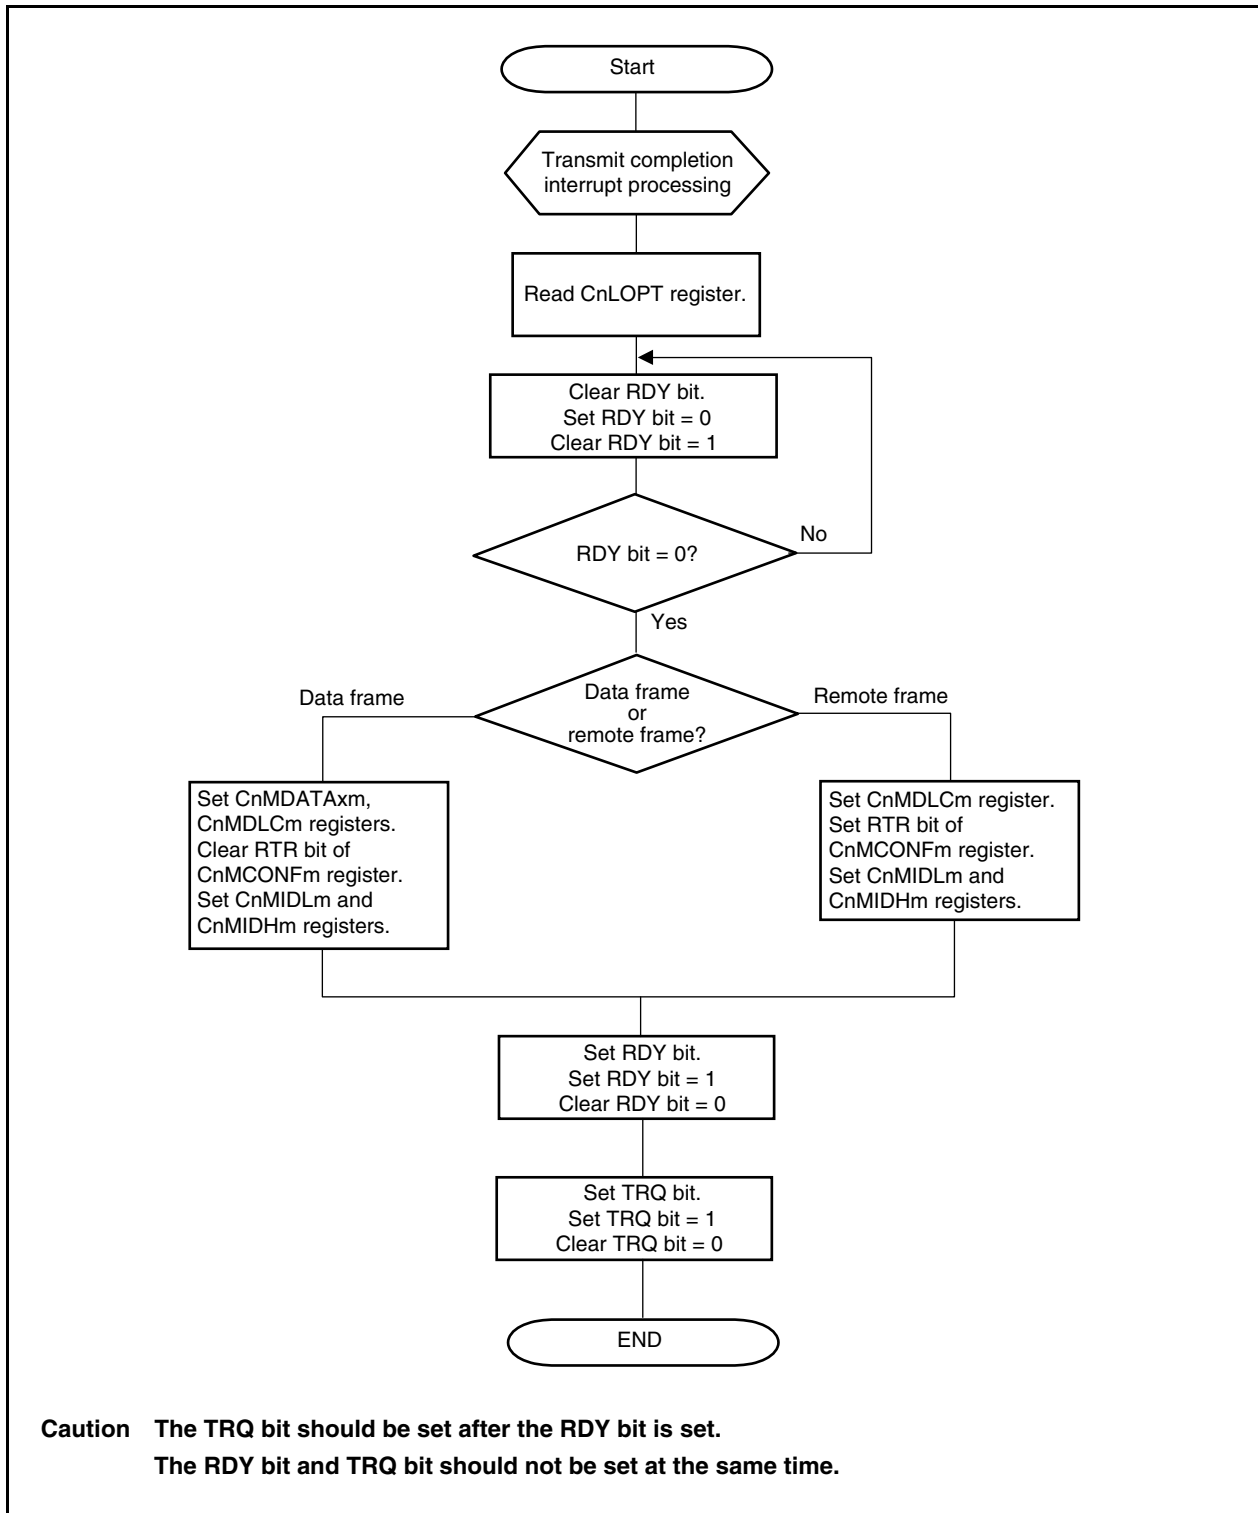 Start
Transmit completion
interrupt processing
Read CnLOPT register.
Clear RDY bit.
Set RDY bit = 0
Clear RDY bit = 1
RDY bit = 0?
No
Yes
Data frame
or
remote frame?
Data frame
Remote frame
Set CnMDATAxm,
CnMDLCm registers.
Clear RTR bit of
CnMCONFm register.
Set CnMIDLm and
CnMIDHm registers.
Set CnMDLCm register.
Set RTR bit of
CnMCONFm register.
Set CnMIDLm and
CnMIDHm registers.
Set RDY bit.
Set RDY bit = 1
Clear RDY bit = 0
Set TRQ bit.
Set TRQ bit = 1
Clear TRQ bit = 0
END
Caution The TRQ bit should be set after the RDY bit is set.
The RDY bit and TRQ bit should not be set at the same time.